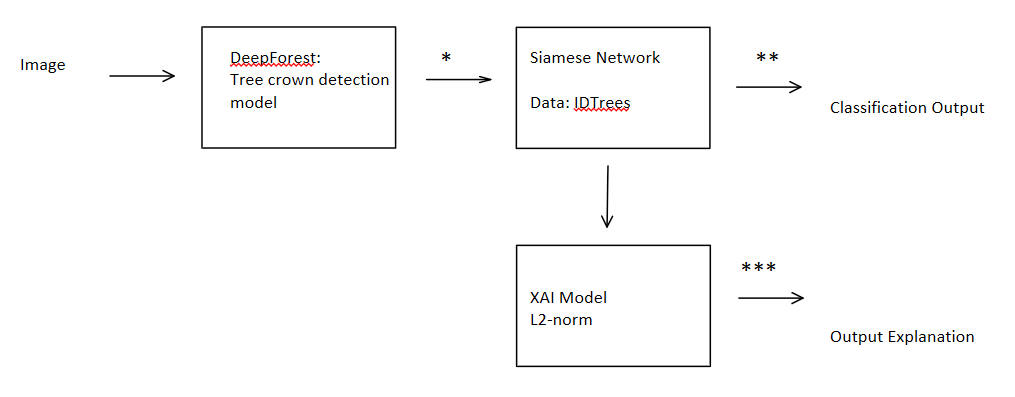 Image
DeepForest:
Tree crown detection
model
*
Siamese Network
Data: IDTrees
**
Classification Output
XAI Model
L2-norm
***
Output Explanation